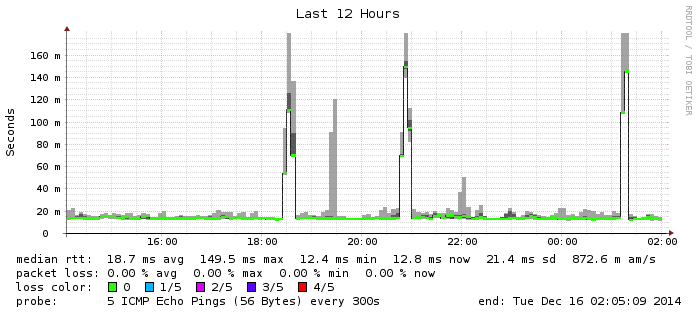 Last 12 Hours
RRDTOOL / TOBI OETIKER
Seconds
160 m
140 m
120 m
100 m
80 m
60 m
40 m
20 m
0
16:00 18:00 20:00 22:00 00:00 02:00
median rtt: 18.7 ms avg 149.5 ms max 12.4 ms min 12.8 ms now 21.4 ms sd 872.6 m am/s
packet loss: 0.00 % avg 0.00 % max 0.00 % min 0.00 % now
loss color: 0 1/5 2/5 3/5 4/5
probe: 5 ICMP Echo Pings (56 Bytes) every 300s end: Tue Dec 16 02:05:09 2014